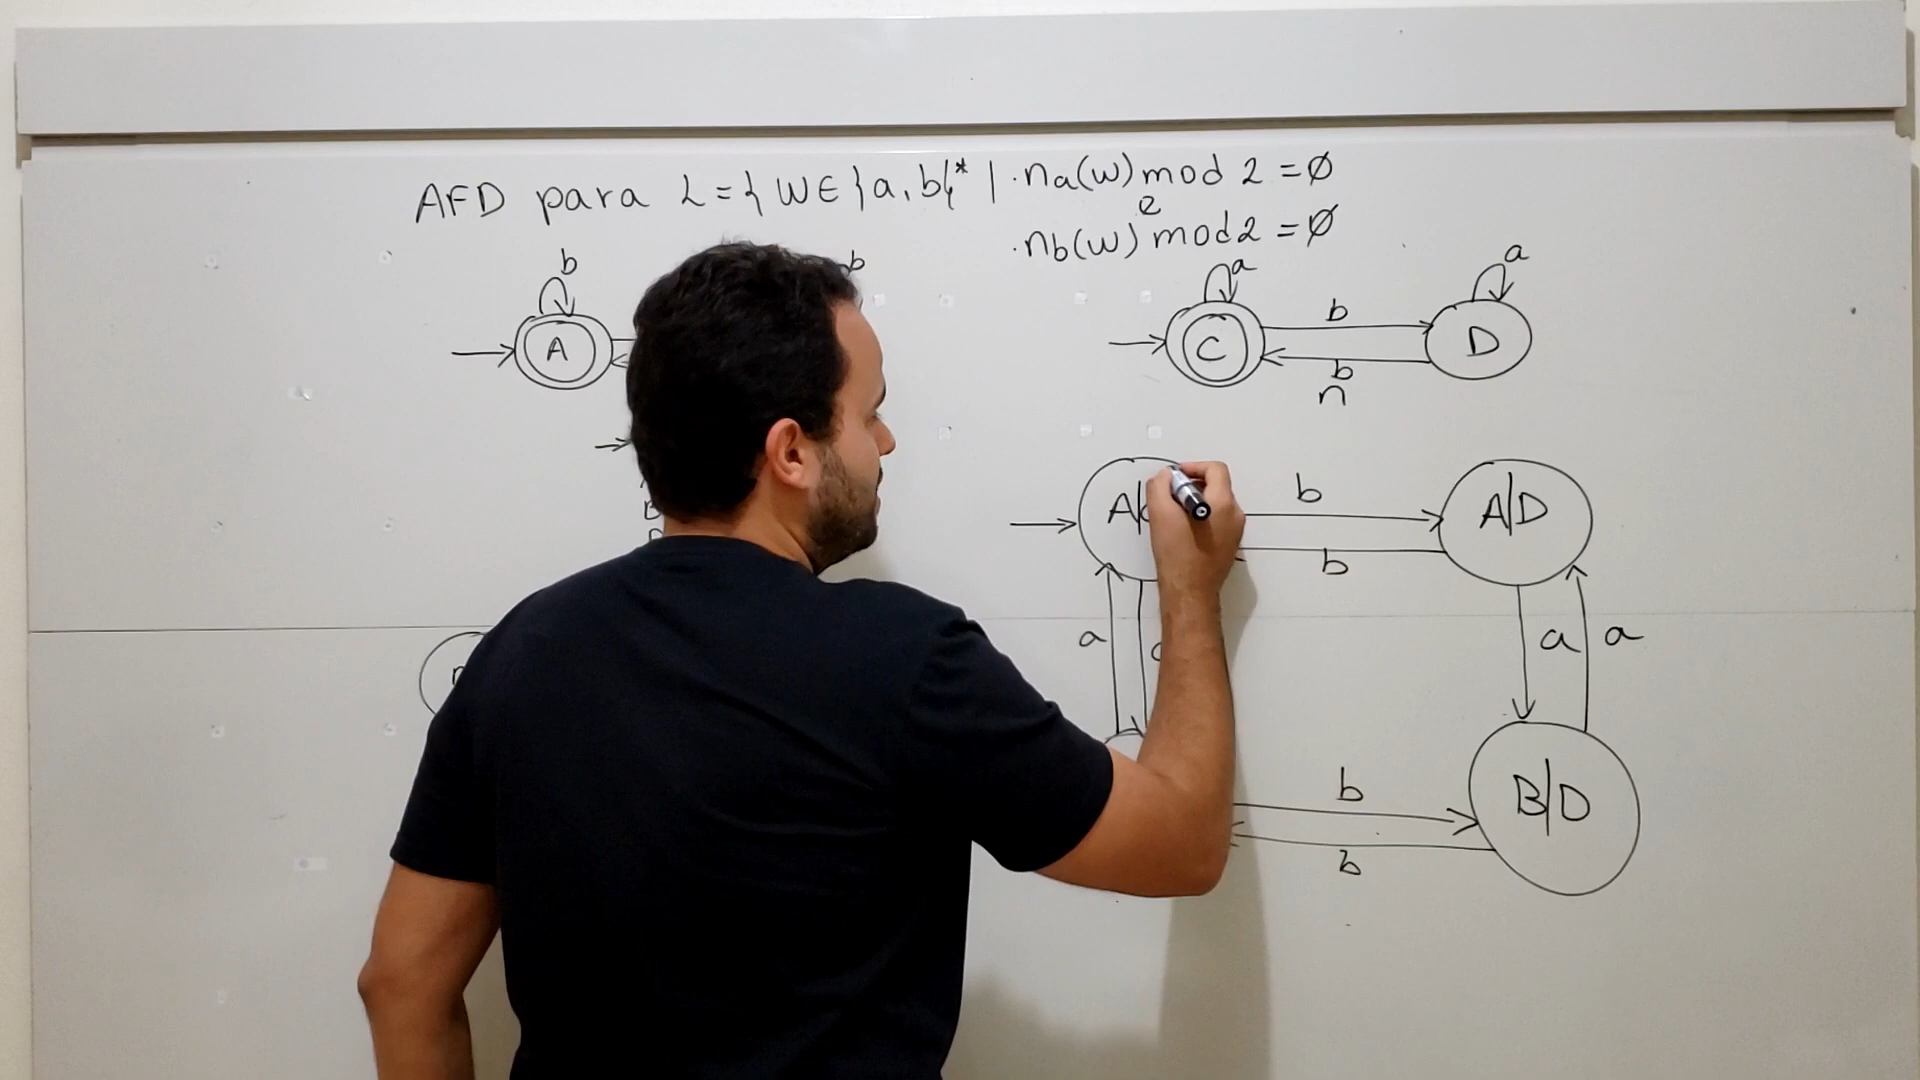 AFD para L = { W ∈ {a, b}* | · na(w) mod 2 = ∅
e
· nb(w) mod 2 = ∅
b b a a
A C b D
b
n
A| b A|D
b
a a a
b B|D
b